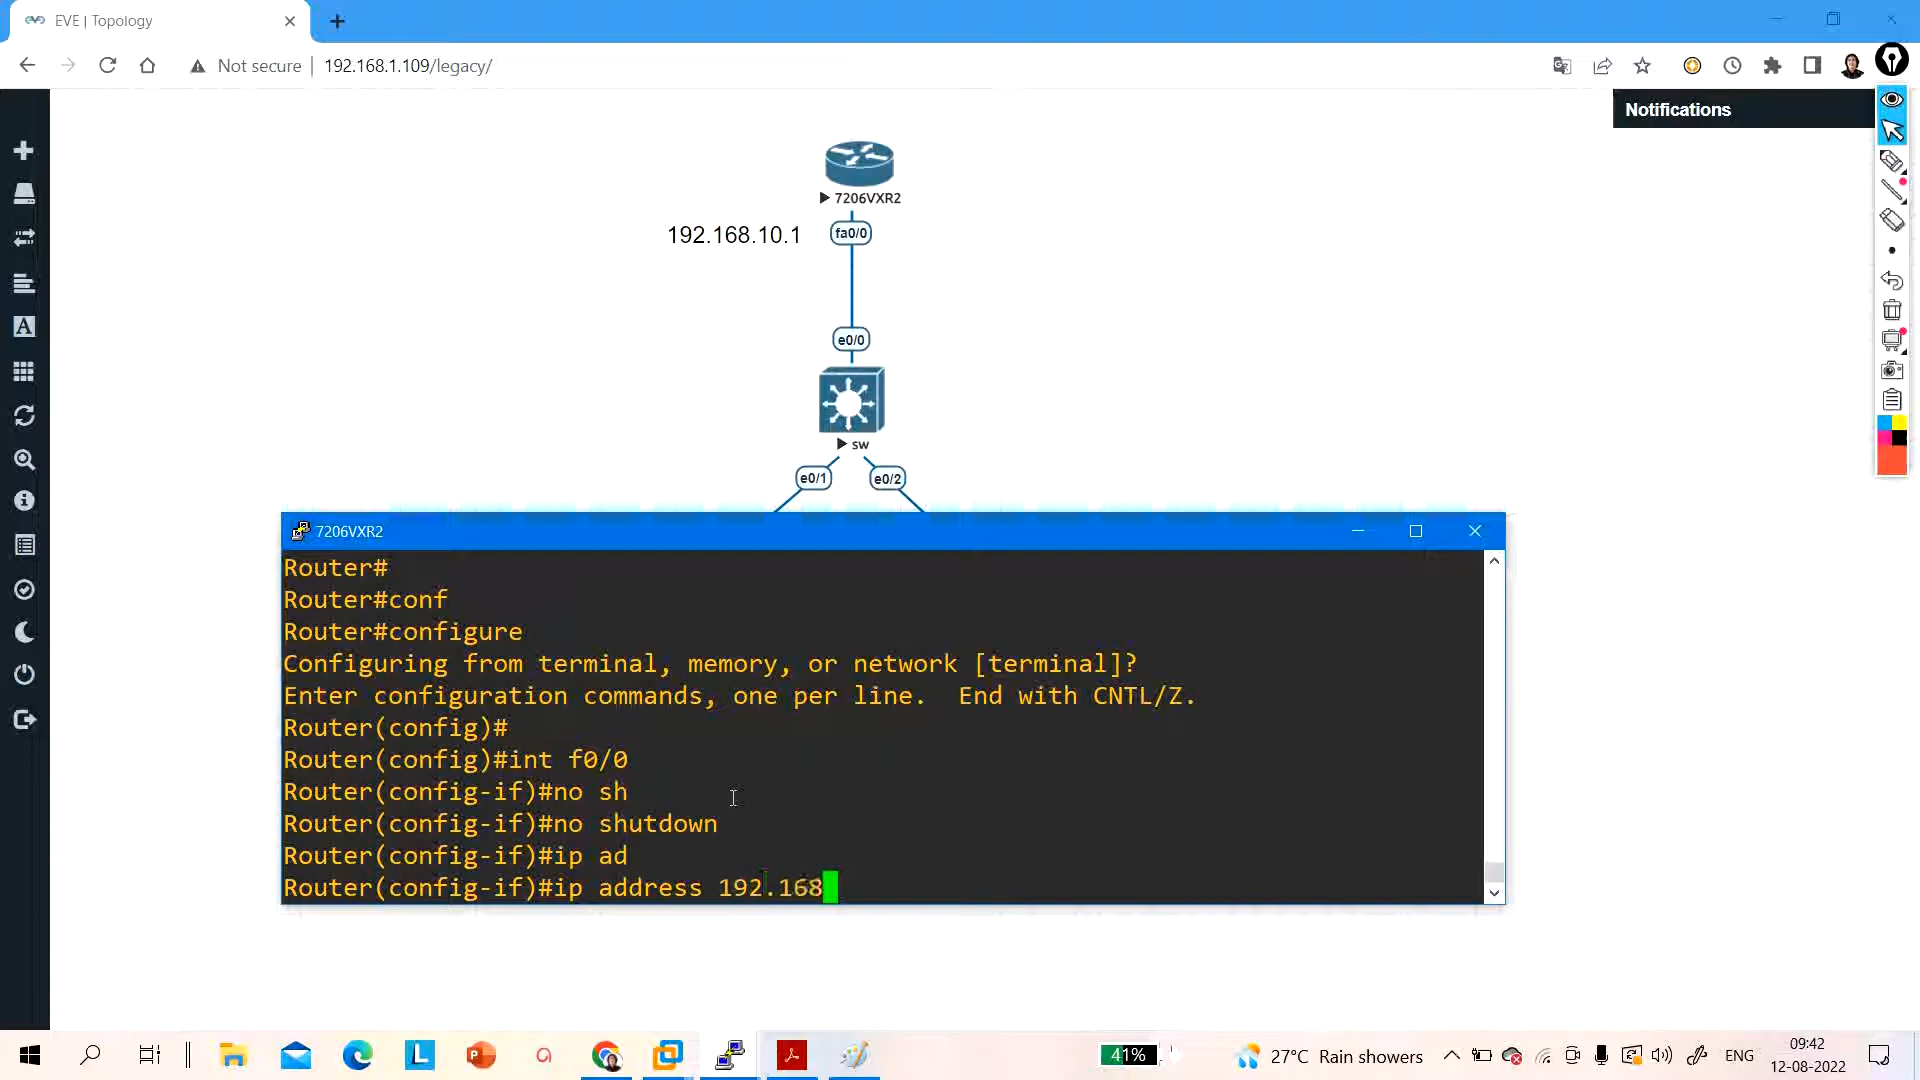 EVE | Topology
Not secure
192.168.1.109/legacy/
Notifications
7206VXR2
192.168.10.1
fa0/0
e0/0
sw
e0/1
e0/2
7206VXR2
Router#
Router#conf
Router#configure
Configuring from terminal, memory, or network [terminal]?
Enter configuration commands, one per line.  End with CNTL/Z.
Router(config)#
Router(config)#int f0/0
Router(config-if)#no sh
Router(config-if)#no shutdown
Router(config-if)#ip ad
Router(config-if)#ip address 192.168
41%
27°C Rain showers
ENG
09:42
12-08-2022